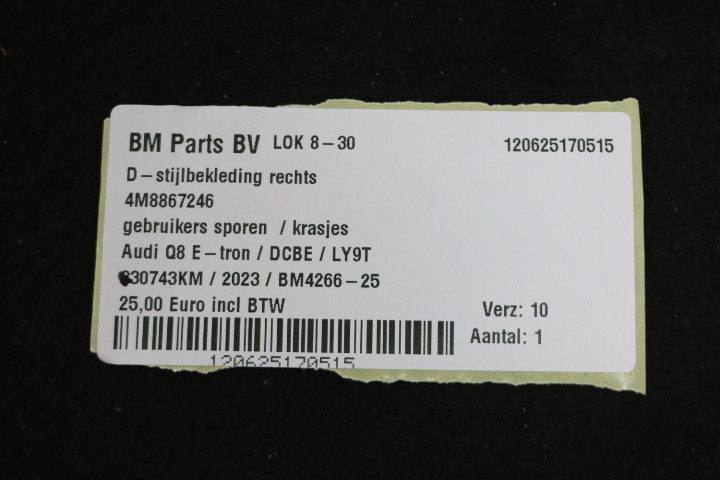 BM Parts BV LOK 8-30 120625170515
D-stijlbekleding rechts
4M8867246
gebruikers sporen / krasjes
Audi Q8 E-tron / DCBE / LY9T
30743KM / 2023 / BM4266-25
25,00 Euro incl BTW Verz: 10
Aantal: 1
120625170515